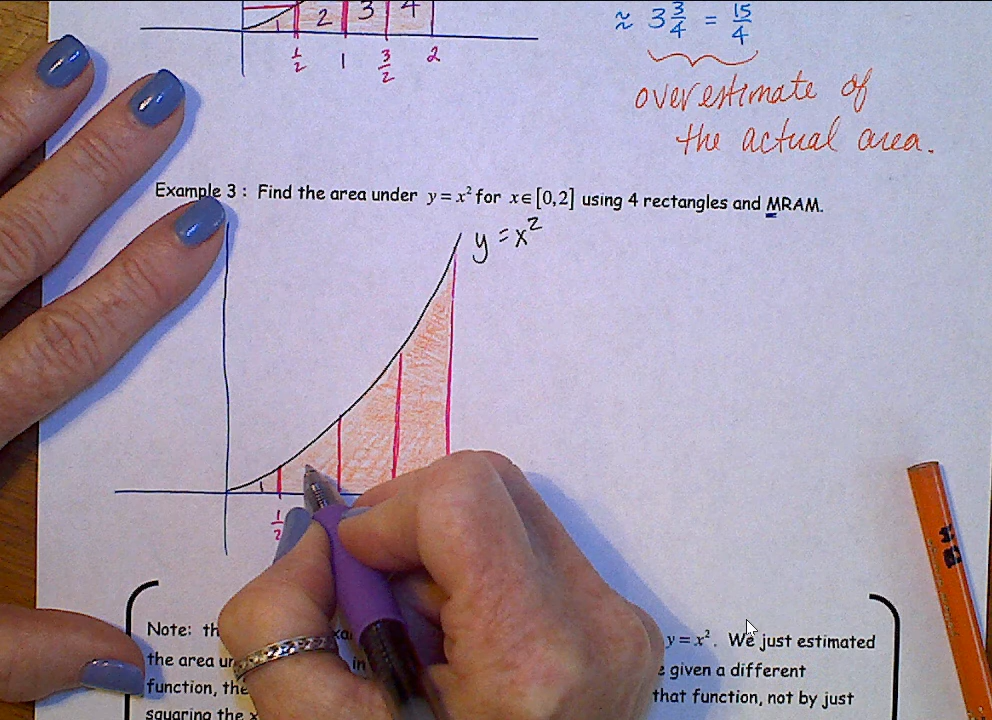 2 3 4
1/2 1 3/2 2
≈ 3 3/4 = 15/4
overestimate of
the actual area.
Example 3 : Find the area under y = x² for x∈[0,2] using 4 rectangles and MRAM.
y = x²
1/2
Note: y = x². We just estimated
the area in given a different
function, that function, not by just
squaring the x